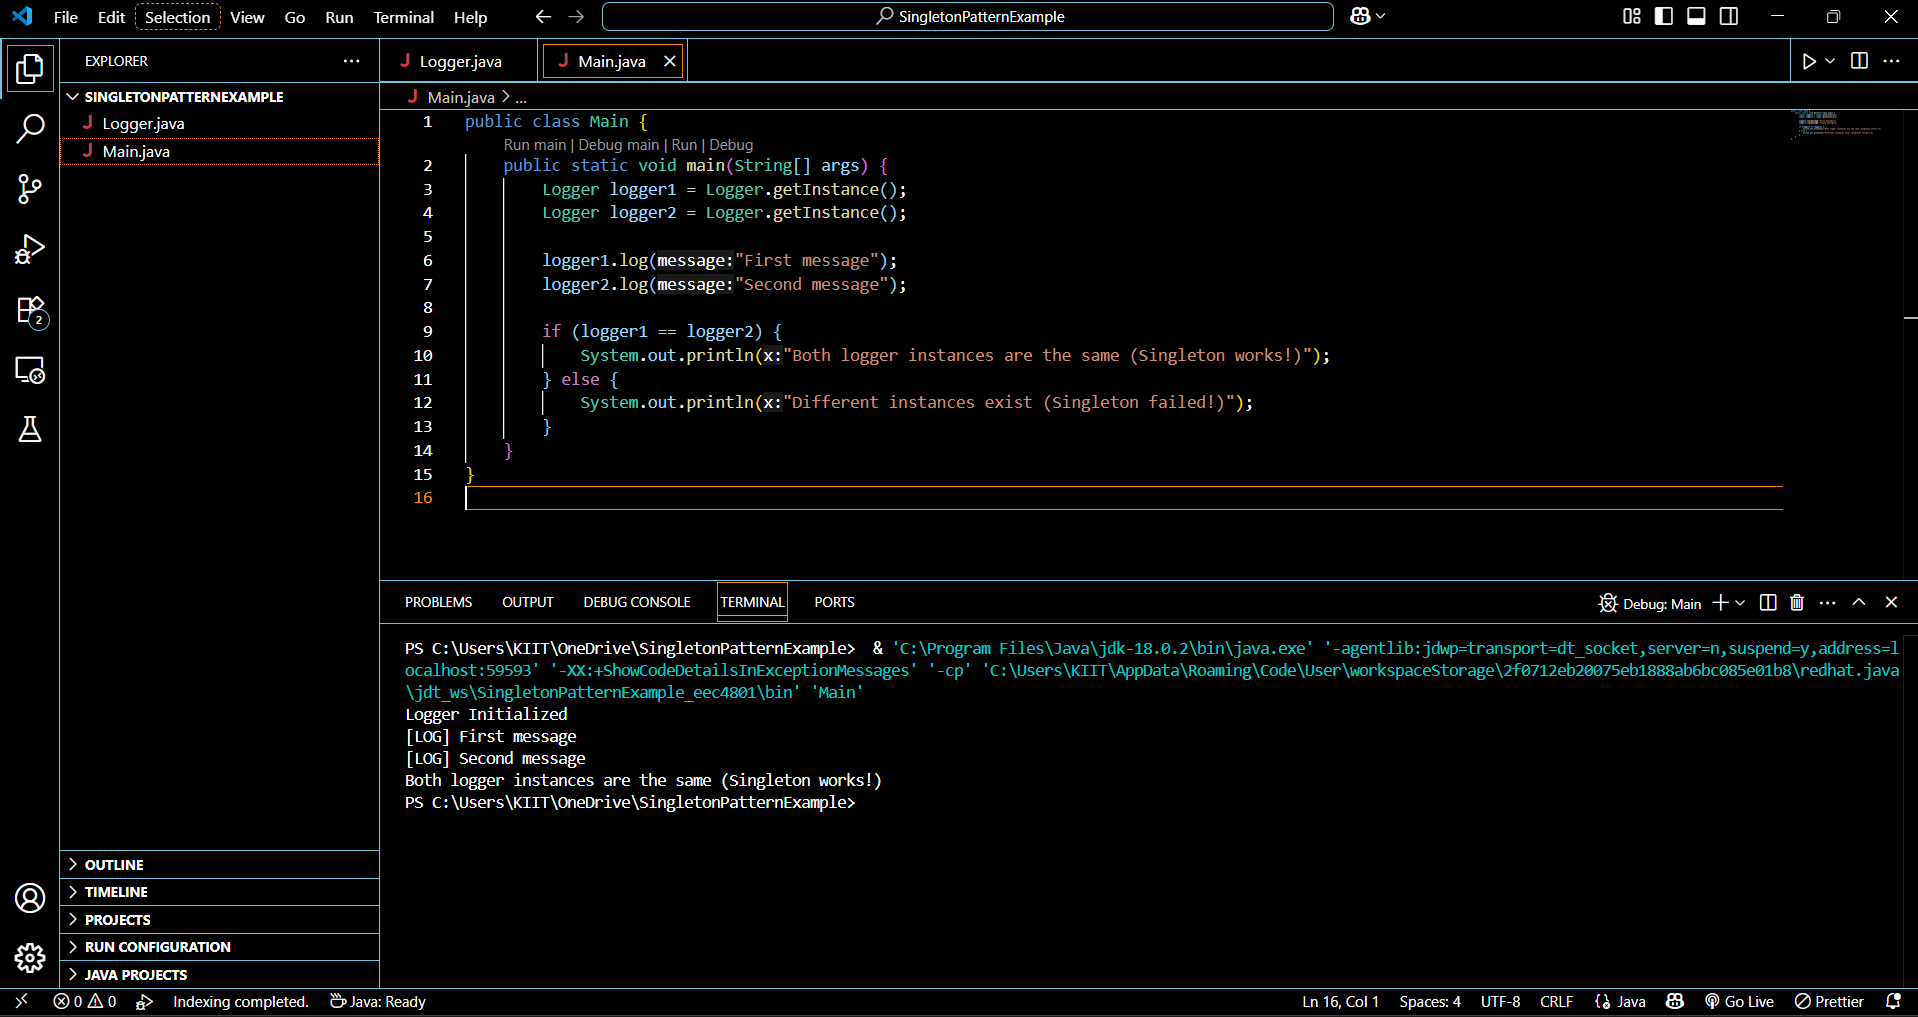 File Edit Selection View Go Run Terminal Help
SingletonPatternExample
EXPLORER
SINGLETONPATTERNEXAMPLE
J Logger.java
J Main.java
2
OUTLINE
TIMELINE
PROJECTS
RUN CONFIGURATION
JAVA PROJECTS
J Logger.java J Main.java
J Main.java > ...
1 public class Main {
Run main | Debug main | Run | Debug
2 public static void main(String[] args) {
3 Logger logger1 = Logger.getInstance();
4 Logger logger2 = Logger.getInstance();
5
6 logger1.log(message:"First message");
7 logger2.log(message:"Second message");
8
9 if (logger1 == logger2) {
10 System.out.println(x:"Both logger instances are the same (Singleton works!)");
11 } else {
12 System.out.println(x:"Different instances exist (Singleton failed!)");
13 }
14 }
15 }
16
PROBLEMS OUTPUT DEBUG CONSOLE TERMINAL PORTS
Debug: Main
PS C:\Users\KIIT\OneDrive\SingletonPatternExample> & 'C:\Program Files\Java\jdk-18.0.2\bin\java.exe' '-agentlib:jdwp=transport=dt_socket,server=n,suspend=y,address=l
ocalhost:59593' '-XX:+ShowCodeDetailsInExceptionMessages' '-cp' 'C:\Users\KIIT\AppData\Roaming\Code\User\workspaceStorage\2f0712eb20075eb1888ab6bc085e01b8\redhat.java
\jdt_ws\SingletonPatternExample_eec4801\bin' 'Main'
Logger Initialized
[LOG] First message
[LOG] Second message
Both logger instances are the same (Singleton works!)
PS C:\Users\KIIT\OneDrive\SingletonPatternExample>
0 0 Indexing completed. Java: Ready
Ln 16, Col 1 Spaces: 4 UTF-8 CRLF Java Go Live Prettier